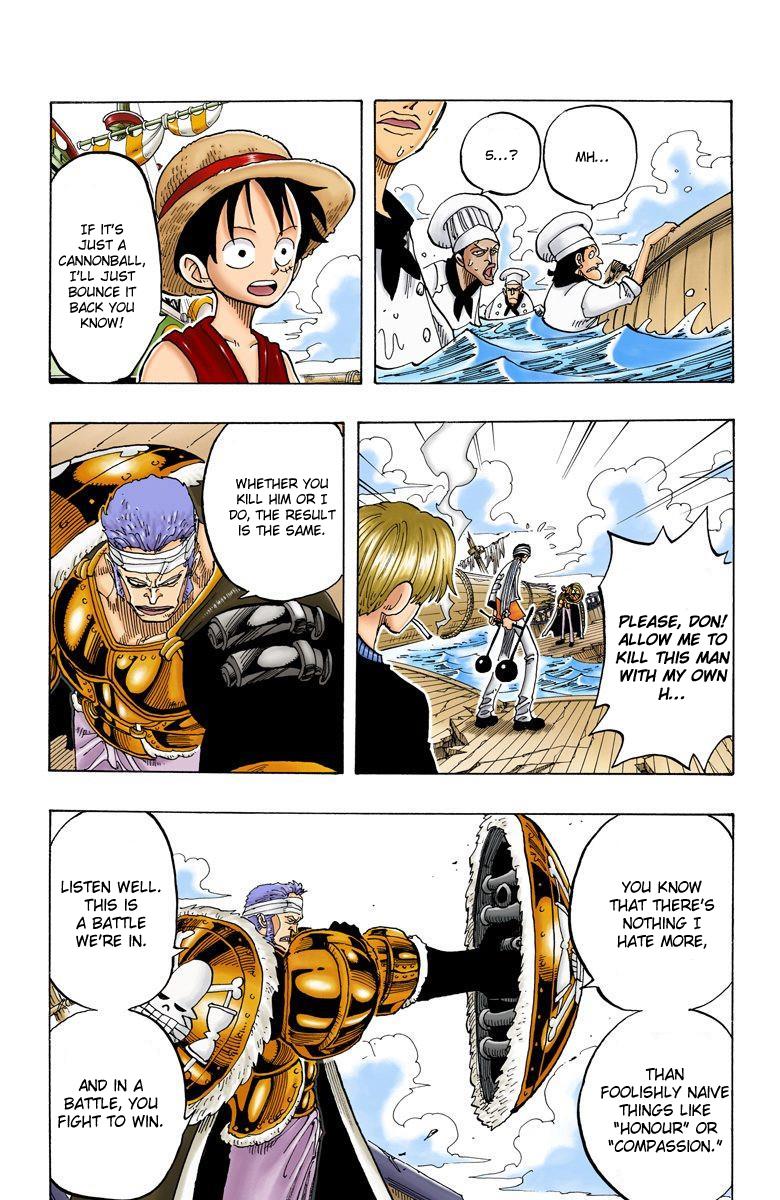 MH...
S...?
IF IT'S
JUST A
CANNONBALL,
I'LL JUST
BOUNCE IT
BACK YOU
KNOW!
PLEASE, DON!
ALLOW ME TO
KILL THIS MAN
WITH MY OWN
H...
WHETHER YOU
KILL HIM OR I
DO, THE RESULT
IS THE SAME.
YOU KNOW
THAT THERE'S
NOTHING I
HATE MORE,
THAN
FOOLISHLY NAIVE
THINGS LIKE
"HONOUR" OR
"COMPASSION."
LISTEN WELL.
THIS IS
A BATTLE
WE'RE IN.
AND IN A
BATTLE, YOU
FIGHT TO WIN.